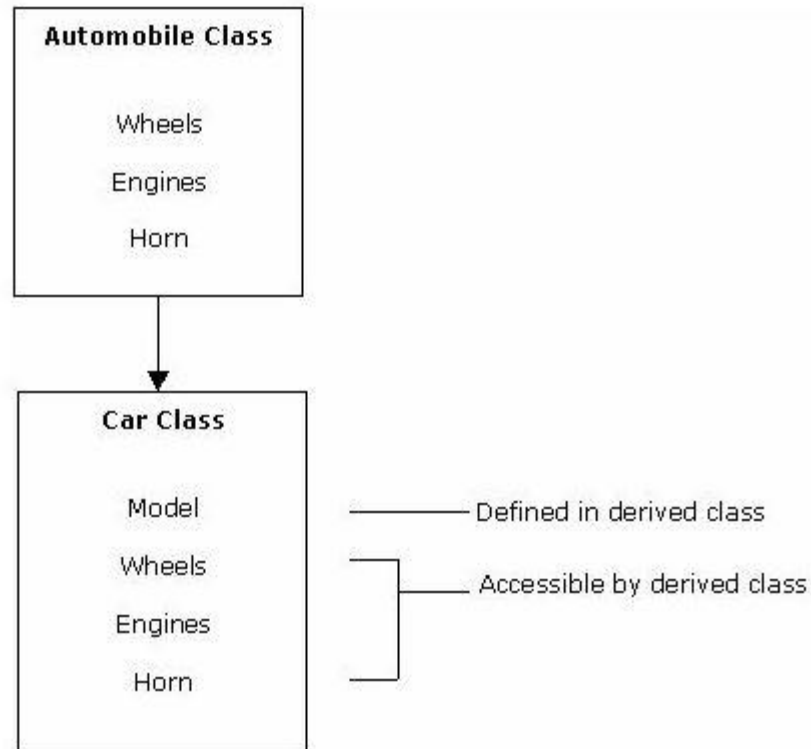 Automobile Class
Wheels
Engines
Horn
Car Class
Model
Defined in derived class
Wheels
Accessible by derived class
Engines
Horn